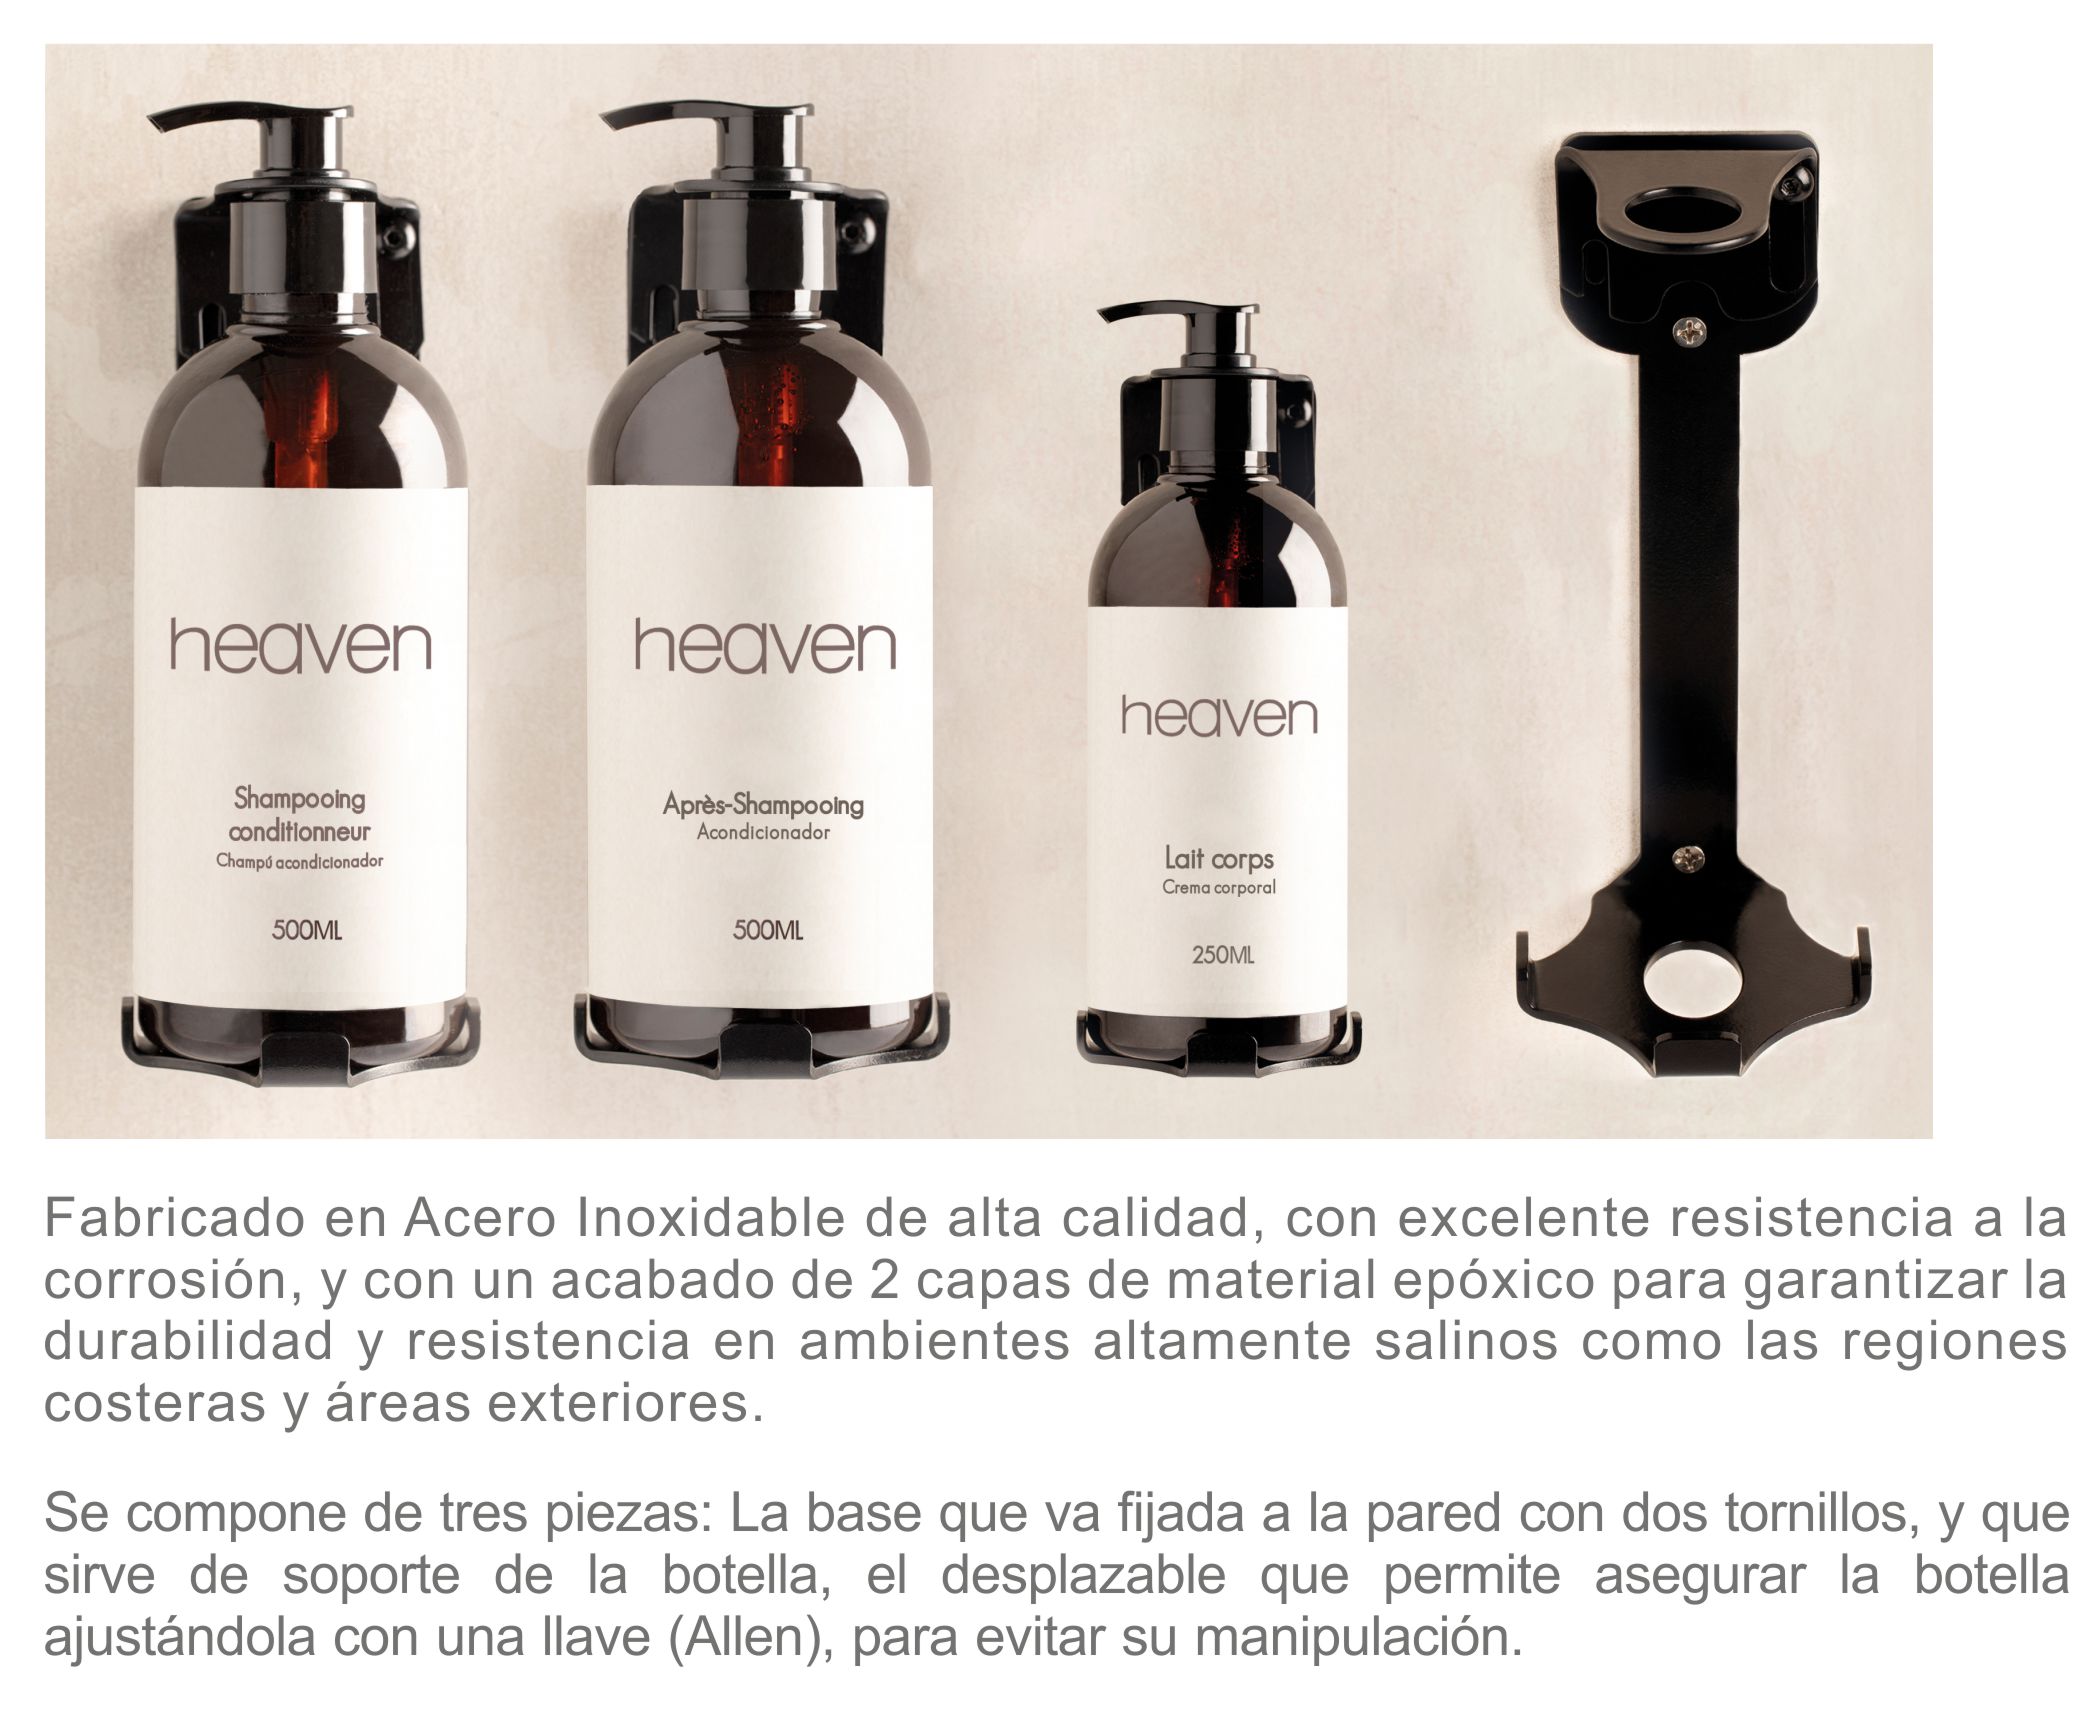 heaven
Shampooing
conditionneur
Champú acondicionador
500ML
heaven
Après-Shampooing
Acondicionador
500ML
heaven
Lait corps
Crema corporal
250ML
Fabricado en Acero Inoxidable de alta calidad, con excelente resistencia a la
corrosión, y con un acabado de 2 capas de material epóxico para garantizar la
durabilidad y resistencia en ambientes altamente salinos como las regiones
costeras y áreas exteriores.
Se compone de tres piezas: La base que va fijada a la pared con dos tornillos, y que
sirve de soporte de la botella, el desplazable que permite asegurar la botella
ajustándola con una llave (Allen), para evitar su manipulación.